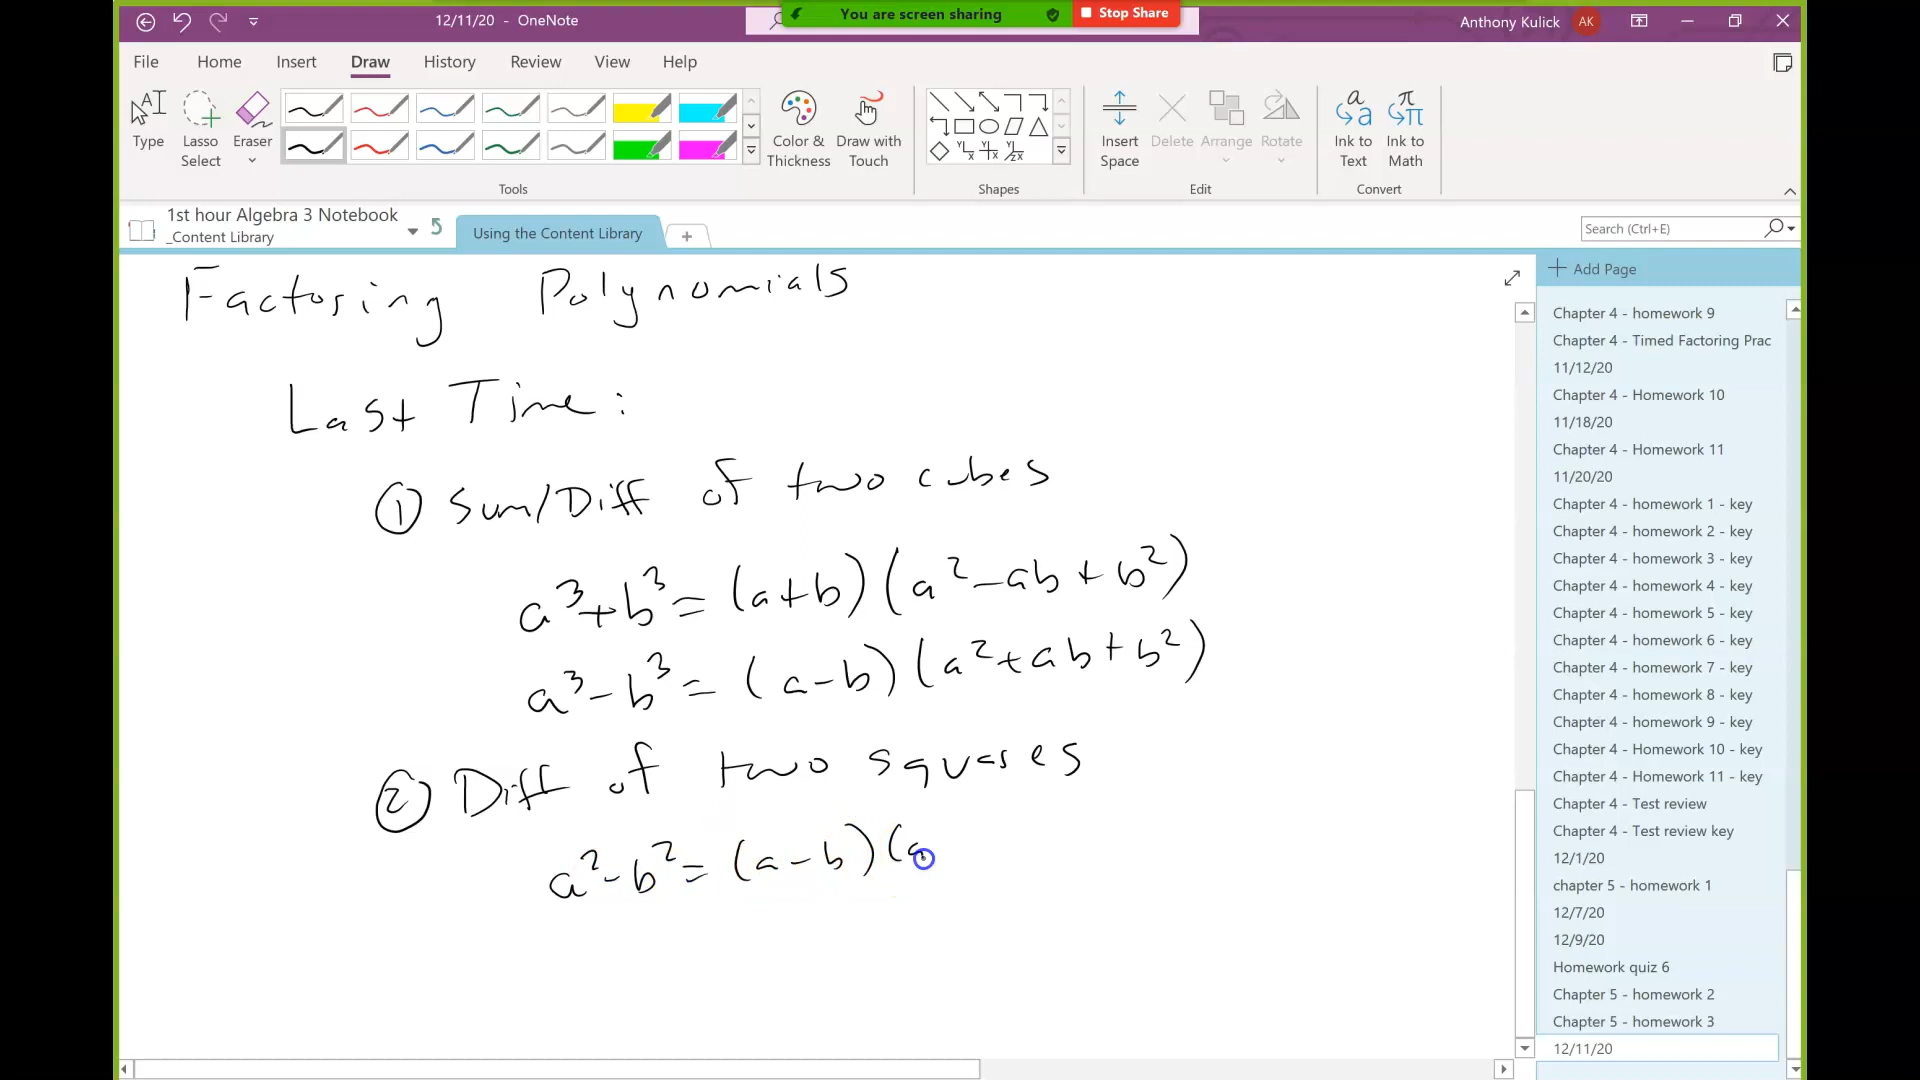 12/11/20 - OneNote
You are screen sharing
Stop Share
Anthony Kulick
AK
File Home Insert Draw History Review View Help
Type
Lasso Select
Eraser
Color & Thickness
Draw with Touch
Insert Space
Delete
Arrange
Rotate
Ink to Text
Ink to Math
Tools
Shapes
Edit
Convert
1st hour Algebra 3 Notebook
_Content Library
Using the Content Library
Search (Ctrl+E)
Factoring Polynomials
Last Time:
① Sum/Diff of two cubes
a³+b³=(a+b)(a²-ab+b²)
a³-b³=(a-b)(a²+ab+b²)
② Diff of two squares
a²-b²=(a-b)(a
Add Page
Chapter 4 - homework 9
Chapter 4 - Timed Factoring Prac
11/12/20
Chapter 4 - Homework 10
11/18/20
Chapter 4 - Homework 11
11/20/20
Chapter 4 - homework 1 - key
Chapter 4 - homework 2 - key
Chapter 4 - homework 3 - key
Chapter 4 - homework 4 - key
Chapter 4 - homework 5 - key
Chapter 4 - homework 6 - key
Chapter 4 - homework 7 - key
Chapter 4 - homework 8 - key
Chapter 4 - homework 9 - key
Chapter 4 - Homework 10 - key
Chapter 4 - Homework 11 - key
Chapter 4 - Test review
Chapter 4 - Test review key
12/1/20
chapter 5 - homework 1
12/7/20
12/9/20
Homework quiz 6
Chapter 5 - homework 2
Chapter 5 - homework 3
12/11/20